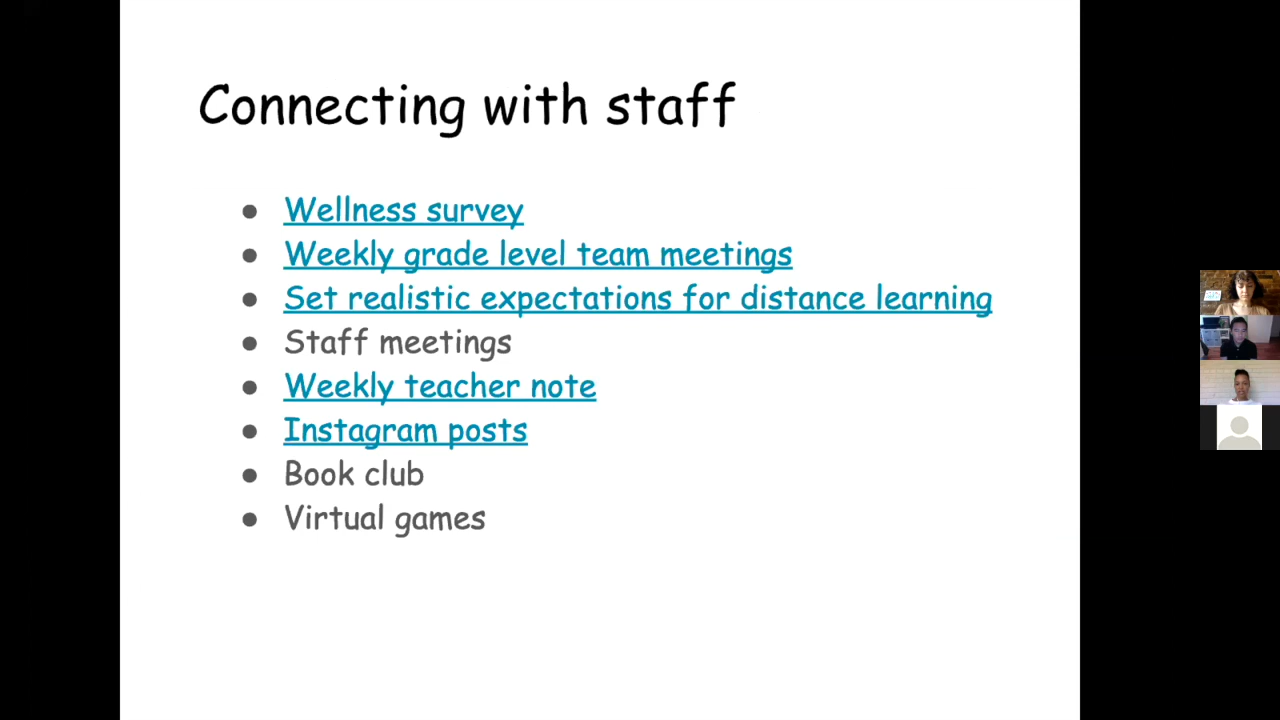 Connecting with staff
● Wellness survey
● Weekly grade level team meetings
● Set realistic expectations for distance learning
● Staff meetings
● Weekly teacher note
● Instagram posts
● Book club
● Virtual games